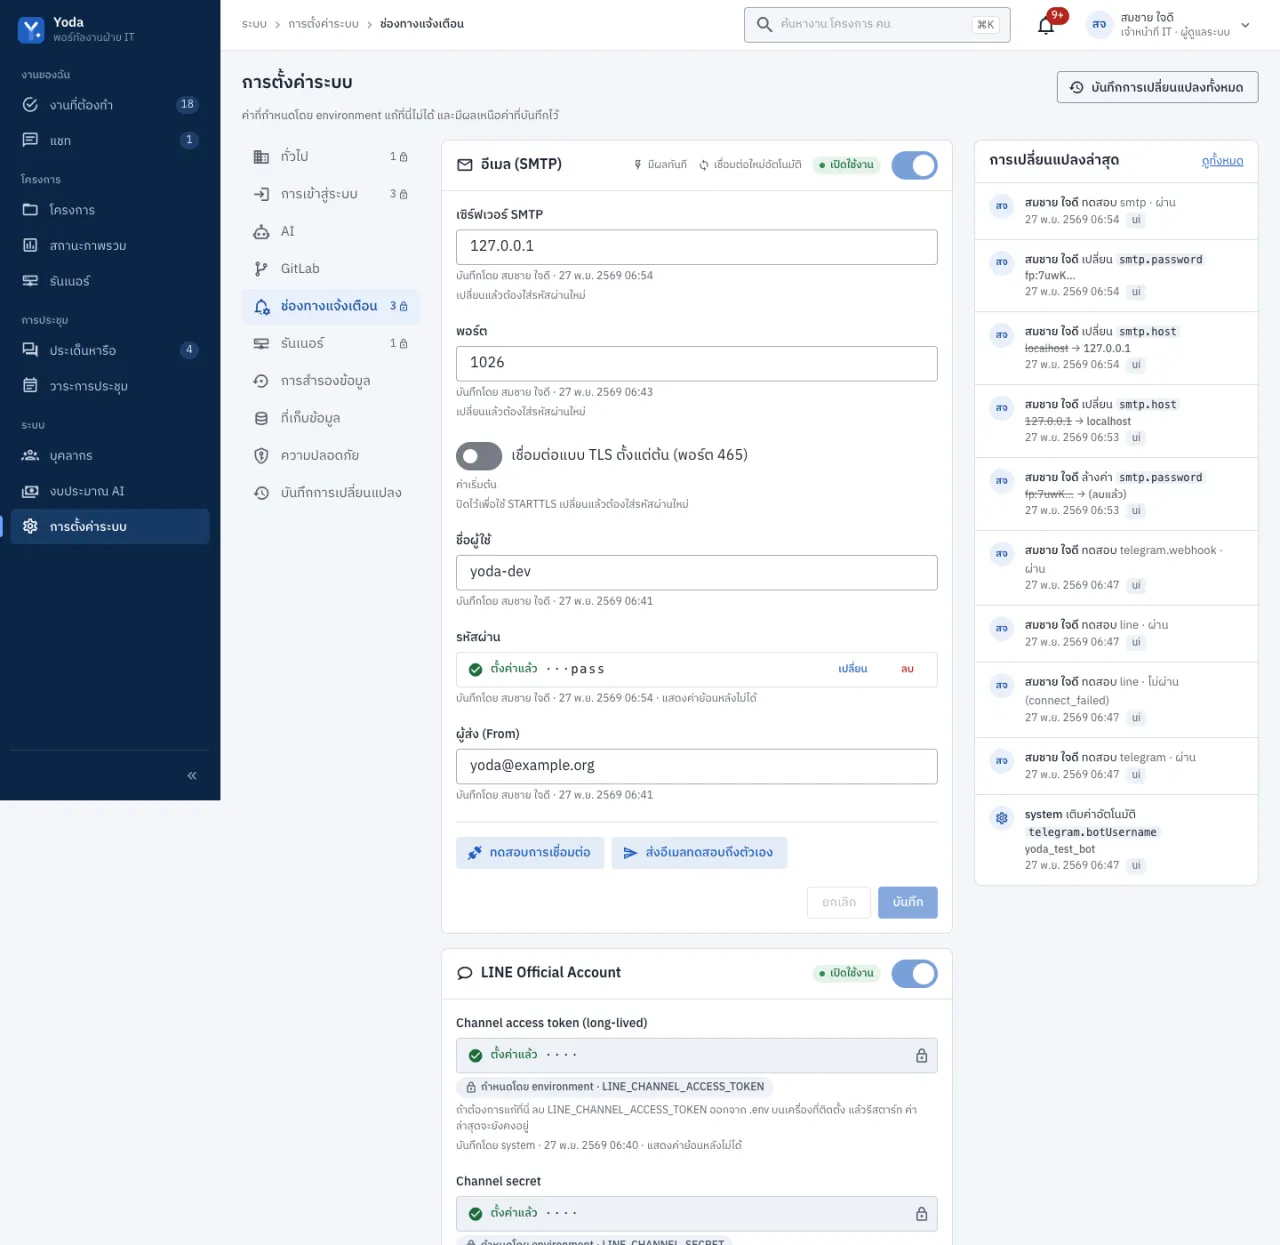 Yoda
พอร์ทัลงานฝ่าย IT
งานของฉัน
งานที่ต้องทำ 18
แชท 1
โครงการ
โครงการ
สถานะภาพรวม
รันเนอร์
การประชุม
ประเด็นหารือ 4
วาระการประชุม
ระบบ
บุคลากร
งบประมาณ AI
การตั้งค่าระบบ
«
ระบบ > การตั้งค่าระบบ > ช่องทางแจ้งเตือน
ค้นหางาน โครงการ คน ⌘K
9+
สจ
สมชาย ใจดี
เจ้าหน้าที่ IT · ผู้ดูแลระบบ
การตั้งค่าระบบ
ค่าที่กำหนดโดย environment แก้ที่นี่ไม่ได้ และมีผลเหนือค่าที่บันทึกไว้
บันทึกการเปลี่ยนแปลงทั้งหมด
ทั่วไป 1
การเข้าสู่ระบบ 3
AI
GitLab
ช่องทางแจ้งเตือน 3
รันเนอร์ 1
การสำรองข้อมูล
ที่เก็บข้อมูล
ความปลอดภัย
บันทึกการเปลี่ยนแปลง
อีเมล (SMTP)
มีผลทันที
เชื่อมต่อใหม่อัตโนมัติ
เปิดใช้งาน
เซิร์ฟเวอร์ SMTP
127.0.0.1
บันทึกโดย สมชาย ใจดี · 27 พ.ย. 2569 06:54
เปลี่ยนแล้วต้องใส่รหัสผ่านใหม่
พอร์ต
1026
บันทึกโดย สมชาย ใจดี · 27 พ.ย. 2569 06:43
เปลี่ยนแล้วต้องใส่รหัสผ่านใหม่
เชื่อมต่อแบบ TLS ตั้งแต่ต้น (พอร์ต 465)
ค่าเริ่มต้น
ปิดไว้เพื่อใช้ STARTTLS เปลี่ยนแล้วต้องใส่รหัสผ่านใหม่
ชื่อผู้ใช้
yoda-dev
บันทึกโดย สมชาย ใจดี · 27 พ.ย. 2569 06:41
รหัสผ่าน
ตั้งค่าแล้ว ···pass เปลี่ยน ลบ
บันทึกโดย สมชาย ใจดี · 27 พ.ย. 2569 06:54 · แสดงค่าย้อนหลังไม่ได้
ผู้ส่ง (From)
yoda@example.org
บันทึกโดย สมชาย ใจดี · 27 พ.ย. 2569 06:41
ทดสอบการเชื่อมต่อ
ส่งอีเมลทดสอบถึงตัวเอง
ยกเลิก
บันทึก
LINE Official Account
เปิดใช้งาน
Channel access token (long-lived)
ตั้งค่าแล้ว ····
กำหนดโดย environment · LINE_CHANNEL_ACCESS_TOKEN
ถ้าต้องการแก้ที่นี่ ลบ LINE_CHANNEL_ACCESS_TOKEN ออกจาก .env บนเครื่องที่ติดตั้ง แล้วรีสตาร์ท ค่า
ล่าสุดจะยังคงอยู่
บันทึกโดย system · 27 พ.ย. 2569 06:40 · แสดงค่าย้อนหลังไม่ได้
Channel secret
ตั้งค่าแล้ว ····
กำหนดโดย environment · LINE_CHANNEL_SECRET
การเปลี่ยนแปลงล่าสุด
ดูทั้งหมด
สจ
สมชาย ใจดี ทดสอบ smtp · ผ่าน
27 พ.ย. 2569 06:54 ui
สจ
สมชาย ใจดี เปลี่ยน smtp.password
fp:7uwK…
27 พ.ย. 2569 06:54 ui
สจ
สมชาย ใจดี เปลี่ยน smtp.host
localhost → 127.0.0.1
27 พ.ย. 2569 06:54 ui
สจ
สมชาย ใจดี เปลี่ยน smtp.host
127.0.0.1 → localhost
27 พ.ย. 2569 06:53 ui
สจ
สมชาย ใจดี ล้างค่า smtp.password
fp:7uwK… → (ลบแล้ว)
27 พ.ย. 2569 06:53 ui
สจ
สมชาย ใจดี ทดสอบ telegram.webhook ·
ผ่าน
27 พ.ย. 2569 06:47 ui
สจ
สมชาย ใจดี ทดสอบ line · ผ่าน
27 พ.ย. 2569 06:47 ui
สจ
สมชาย ใจดี ทดสอบ line · ไม่ผ่าน
(connect_failed)
27 พ.ย. 2569 06:47 ui
สจ
สมชาย ใจดี ทดสอบ telegram · ผ่าน
27 พ.ย. 2569 06:47 ui
system เติมค่าอัตโนมัติ
telegram.botUsername
yoda_test_bot
27 พ.ย. 2569 06:47 ui